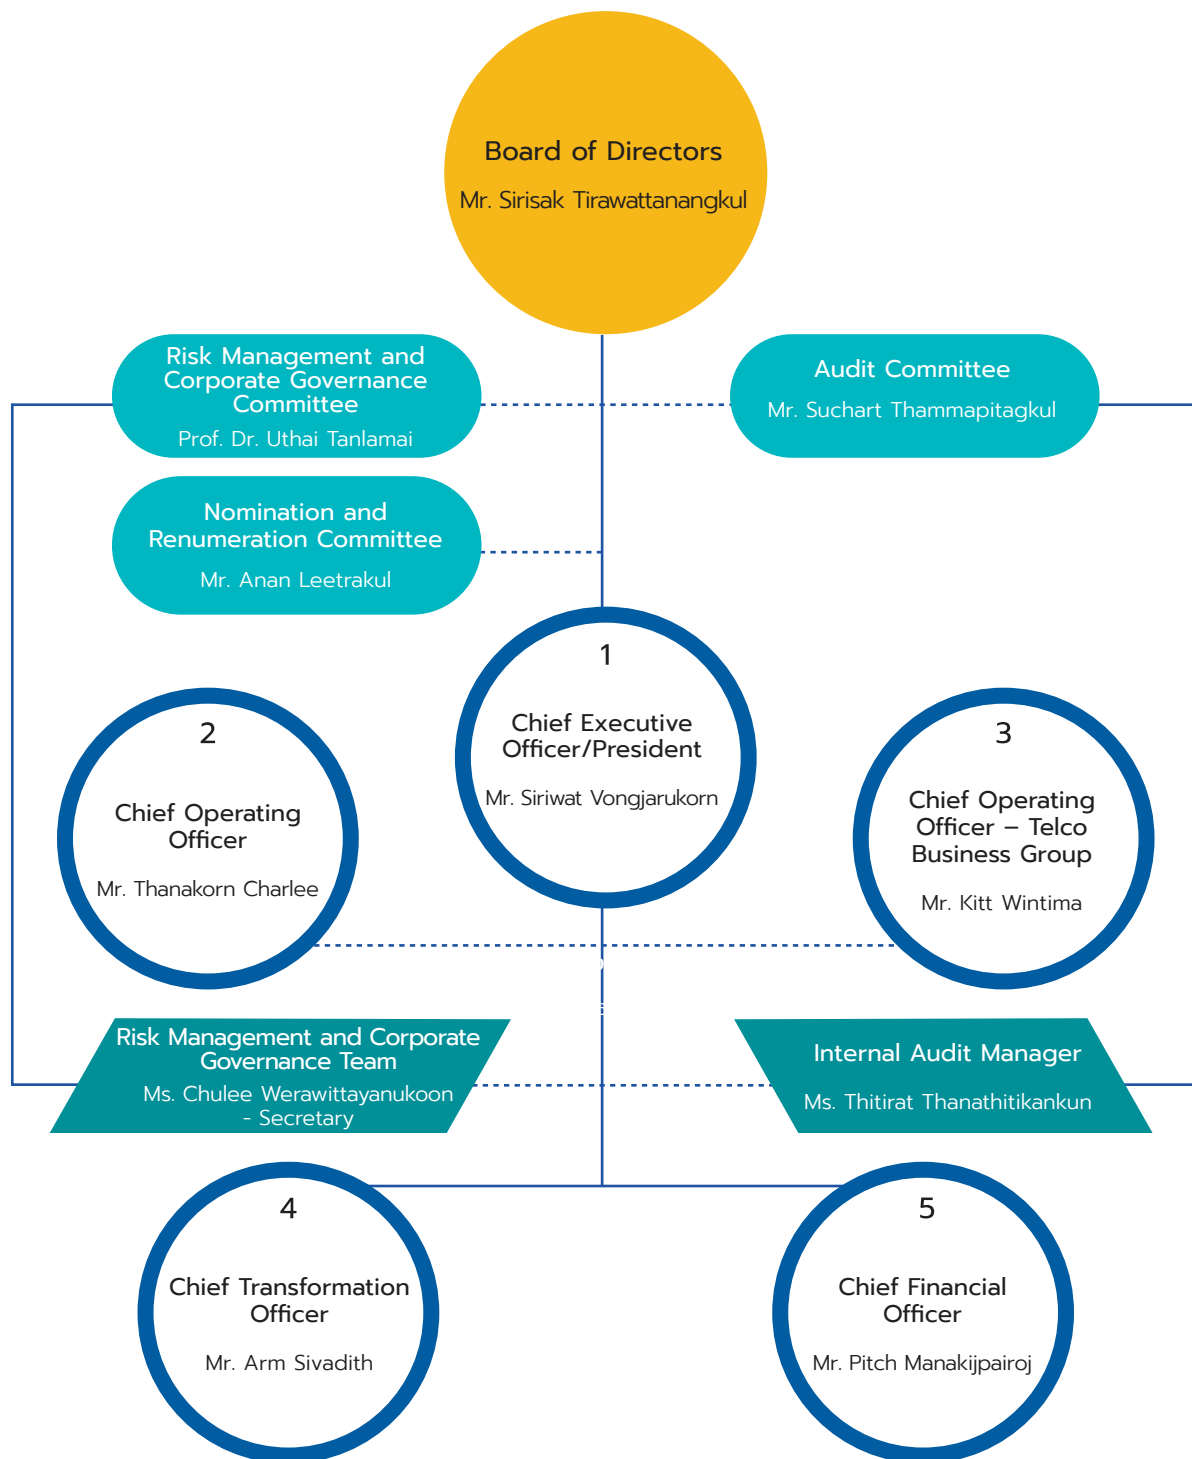 Board of Directors
Mr. Sirisak Tirawattanangkul
Risk Management and
Corporate Governance
Committee
Prof. Dr. Uthai Tanlamai
Audit Committee
Mr. Suchart Thammapitagkul
Nomination and
Renumeration Committee
Mr. Anan Leetrakul
1
Chief Executive
Officer/President
Mr. Siriwat Vongjarukorn
2
Chief Operating
Officer
Mr. Thanakorn Charlee
3
Chief Operating
Officer – Telco
Business Group
Mr. Kitt Wintima
Risk Management and Corporate
Governance Team
Ms. Chulee Werawittayanukoon
- Secretary
Internal Audit Manager
Ms. Thitirat Thanathitikankun
4
Chief Transformation
Officer
Mr. Arm Sivadith
5
Chief Financial
Officer
Mr. Pitch Manakijpairoj